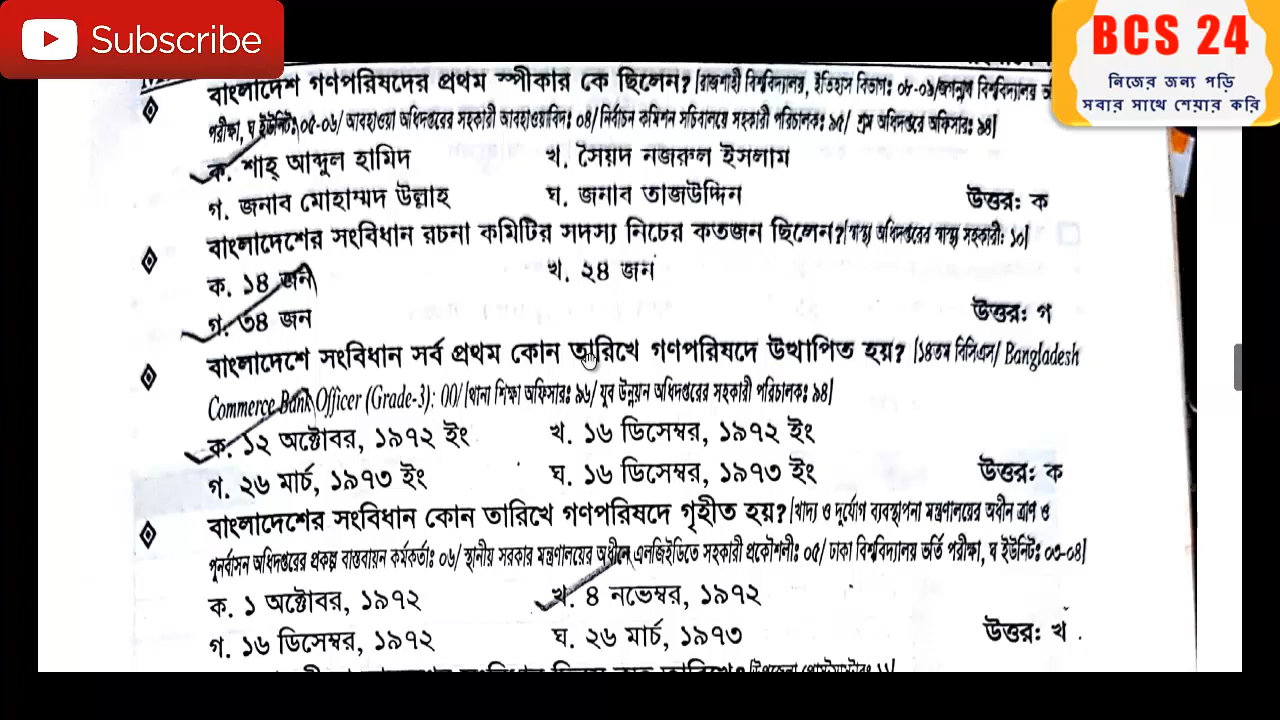 Subscribe
BCS 24
নিজের জন্য পড়ি
সবার সাথে শেয়ার করি
বাংলাদেশ গণপরিষদের প্রথম স্পীকার কে ছিলেন? [রাজশাহী বিশ্ববিদ্যালয়, ইতিহাস বিভাগ: ০৮-০৯/জগন্নাথ বিশ্ববিদ্যালয়
পরীক্ষা, ঘ ইউনিট: ০৫-০৬/ আবহাওয়া অধিদপ্তরের সহকারী আবহাওয়াবিদ: ০৪/ নির্বাচন কমিশন সচিবালয়ে সহকারী পরিচালক: ৯৫/ শ্রম অধিদপ্তরে অফিসার: ৯৪]
ক. শাহ্ আব্দুল হামিদ খ. সৈয়দ নজরুল ইসলাম
গ. জনাব মোহাম্মদ উল্লাহ ঘ. জনাব তাজউদ্দিন উত্তর: ক
বাংলাদেশের সংবিধান রচনা কমিটির সদস্য নিচের কতজন ছিলেন? [স্বাস্থ্য অধিদপ্তরের স্বাস্থ্য সহকারী: ১০]
ক. ১৪ জন খ. ২৪ জন
গ. ৩৪ জন উত্তর: গ
বাংলাদেশে সংবিধান সর্ব প্রথম কোন তারিখে গণপরিষদে উত্থাপিত হয়? [১৪তম বিসিএস/ Bangladesh
Commerce Bank Officer (Grade-3): 00/ [থানা শিক্ষা অফিসার: ৯৬/ যুব উন্নয়ন অধিদপ্তরের সহকারী পরিচালক: ৯৪]
ক. ১২ অক্টোবর, ১৯৭২ ইং খ. ১৬ ডিসেম্বর, ১৯৭২ ইং
গ. ২৬ মার্চ, ১৯৭৩ ইং ঘ. ১৬ ডিসেম্বর, ১৯৭৩ ইং উত্তর: ক
বাংলাদেশের সংবিধান কোন তারিখে গণপরিষদে গৃহীত হয়? [খাদ্য ও দুর্যোগ ব্যবস্থাপনা মন্ত্রণালয়ের অধীন ত্রাণ ও
পুর্নবাসন অধিদপ্তরের প্রকল্প বাস্তবায়ন কর্মকর্তা: ০৬/ স্থানীয় সরকার মন্ত্রণালয়ের অধীনে এলজিইডিতে সহকারী প্রকৌশলী: ০৫/ ঢাকা বিশ্ববিদ্যালয় ভর্তি পরীক্ষা, ঘ ইউনিট: ০৩-০৪]
ক. ১ অক্টোবর, ১৯৭২ খ. ৪ নভেম্বর, ১৯৭২
গ. ১৬ ডিসেম্বর, ১৯৭২ ঘ. ২৬ মার্চ, ১৯৭৩ উত্তর: খ